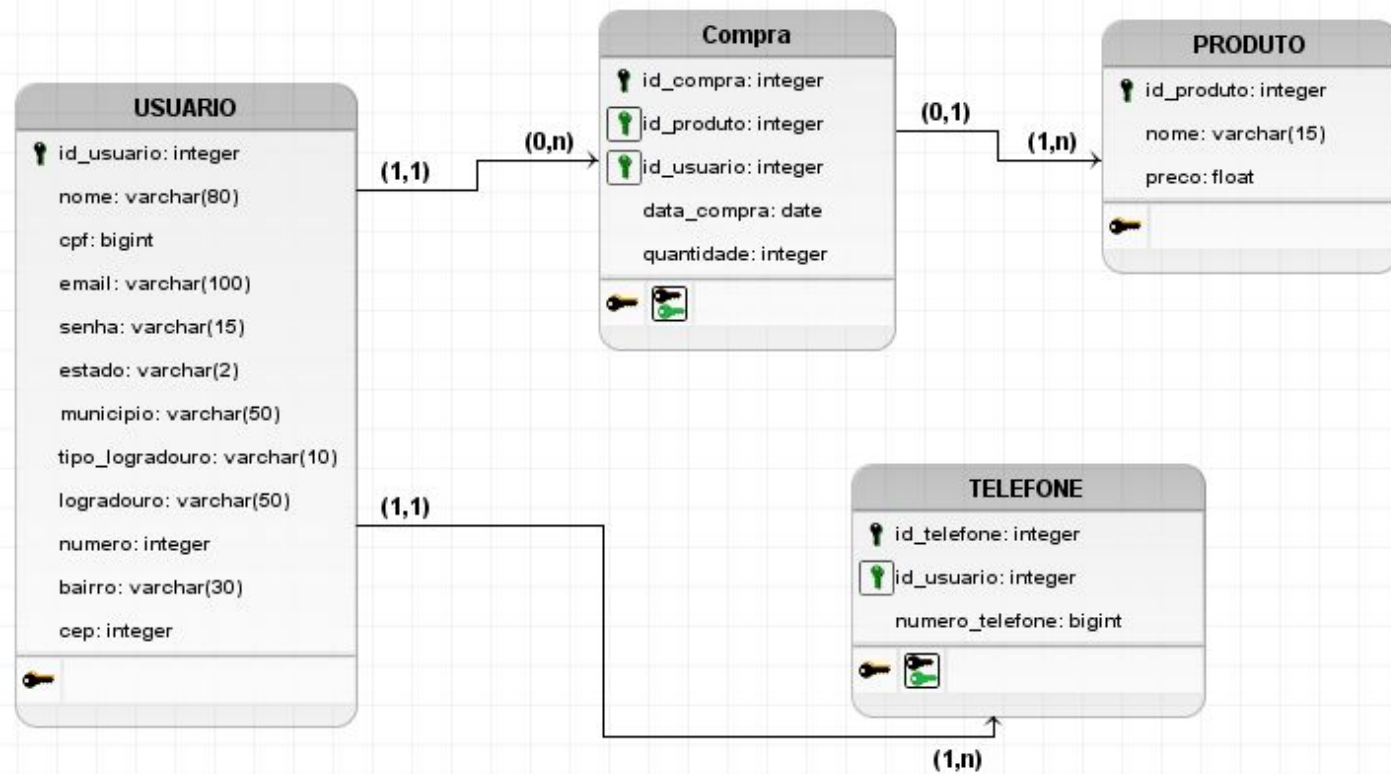 USUARIO
id_usuario: integer
nome: varchar(80)
cpf: bigint
email: varchar(100)
senha: varchar(15)
estado: varchar(2)
municipio: varchar(50)
tipo_logradouro: varchar(10)
logradouro: varchar(50)
numero: integer
bairro: varchar(30)
cep: integer
(1,1)
(0,n)
Compra
id_compra: integer
id_produto: integer
id_usuario: integer
data_compra: date
quantidade: integer
(0,1)
(1,n)
PRODUTO
id_produto: integer
nome: varchar(15)
preco: float
(1,1)
(1,n)
TELEFONE
id_telefone: integer
id_usuario: integer
numero_telefone: bigint